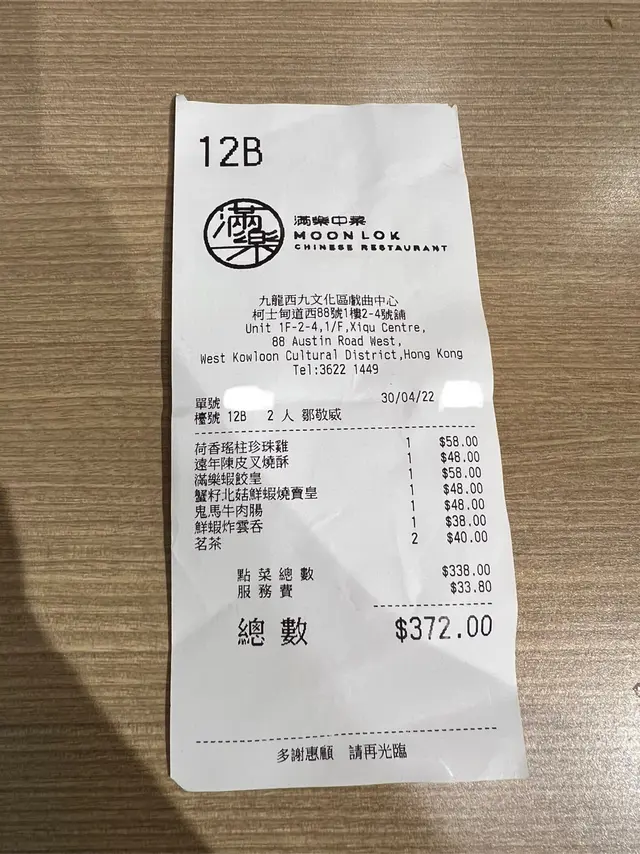 12B
滿樂
滿樂中菜
MOON LOK
CHINESE RESTAURANT
九龍西九文化區戲曲中心
柯士甸道西88號1樓2-4號舖
Unit 1F-2-4,1/F,Xiqu Centre,
88 Austin Road West,
West Kowloon Cultural District,Hong Kong
Tel:3622 1449
單號 30/04/22
檯號 12B 2 人 鄒敬威
荷香瑤柱珍珠雞 1 $58.00
遠年陳皮叉燒酥 1 $48.00
滿樂蝦餃皇 1 $58.00
蟹籽北菇鮮蝦燒賣皇 1 $48.00
鬼馬牛肉腸 1 $48.00
鮮蝦炸雲吞 1 $38.00
茗茶 2 $40.00
點菜總數 $338.00
服務費 $33.80
總數 $372.00
多謝惠顧 請再光臨